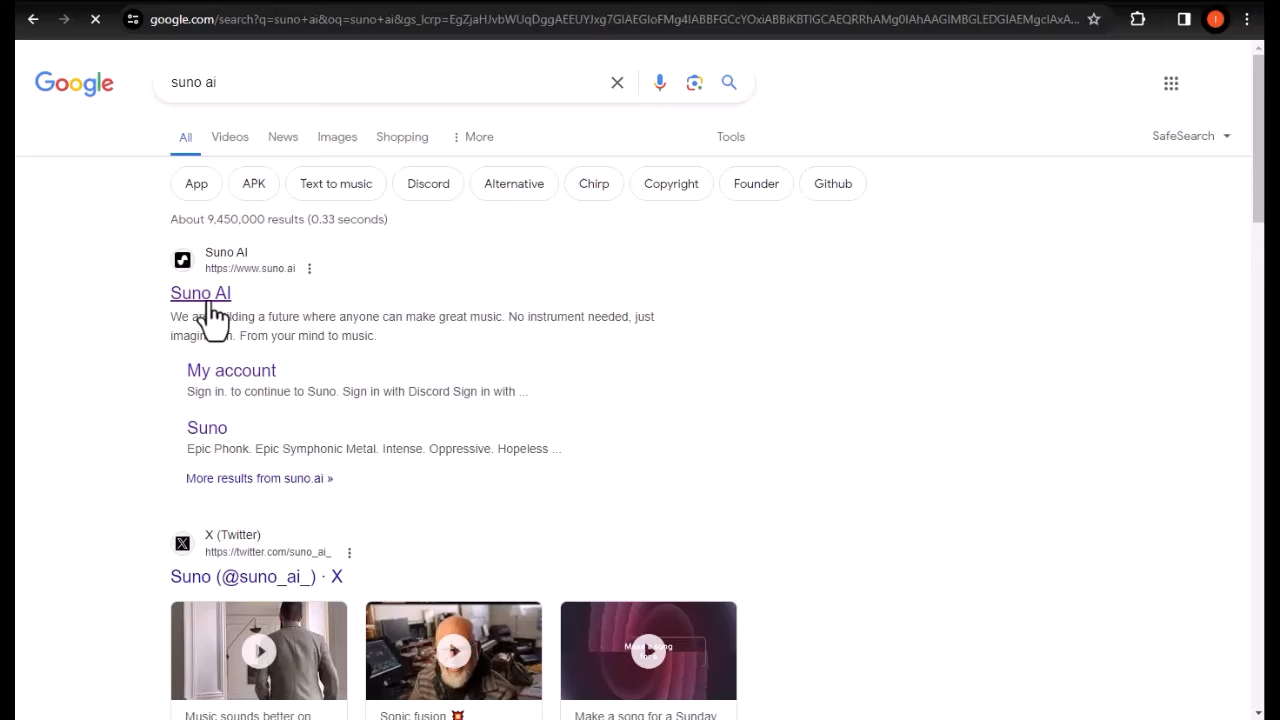 google.com/search?q=suno+ai&oq=suno+ai&gs_lcrp=EgZjaHJvbWUqDggAEEUYJxg7GIAEGIoFMg4IABBFGCcYOxiABBiKBTIGCAEQRRhAMg0IAhAAGIMBGLEDGIAEMgcIAxA...
Google
suno ai
All Videos News Images Shopping More Tools SafeSearch
App APK Text to music Discord Alternative Chirp Copyright Founder Github
About 9,450,000 results (0.33 seconds)
Suno AI
https://www.suno.ai
Suno AI
We are a future where anyone can make great music. No instrument needed, just
From your mind to music.
My account
Sign in. to continue to Suno. Sign in with Discord Sign in with ...
Suno
Epic Phonk. Epic Symphonic Metal. Intense. Oppressive. Hopeless ...
More results from suno.ai »
X (Twitter)
https://twitter.com/suno_ai_
Suno (@suno_ai_) · X
Make a song
for a
Music sounds better on Sonic fusion 💥 Make a song for a Sunday